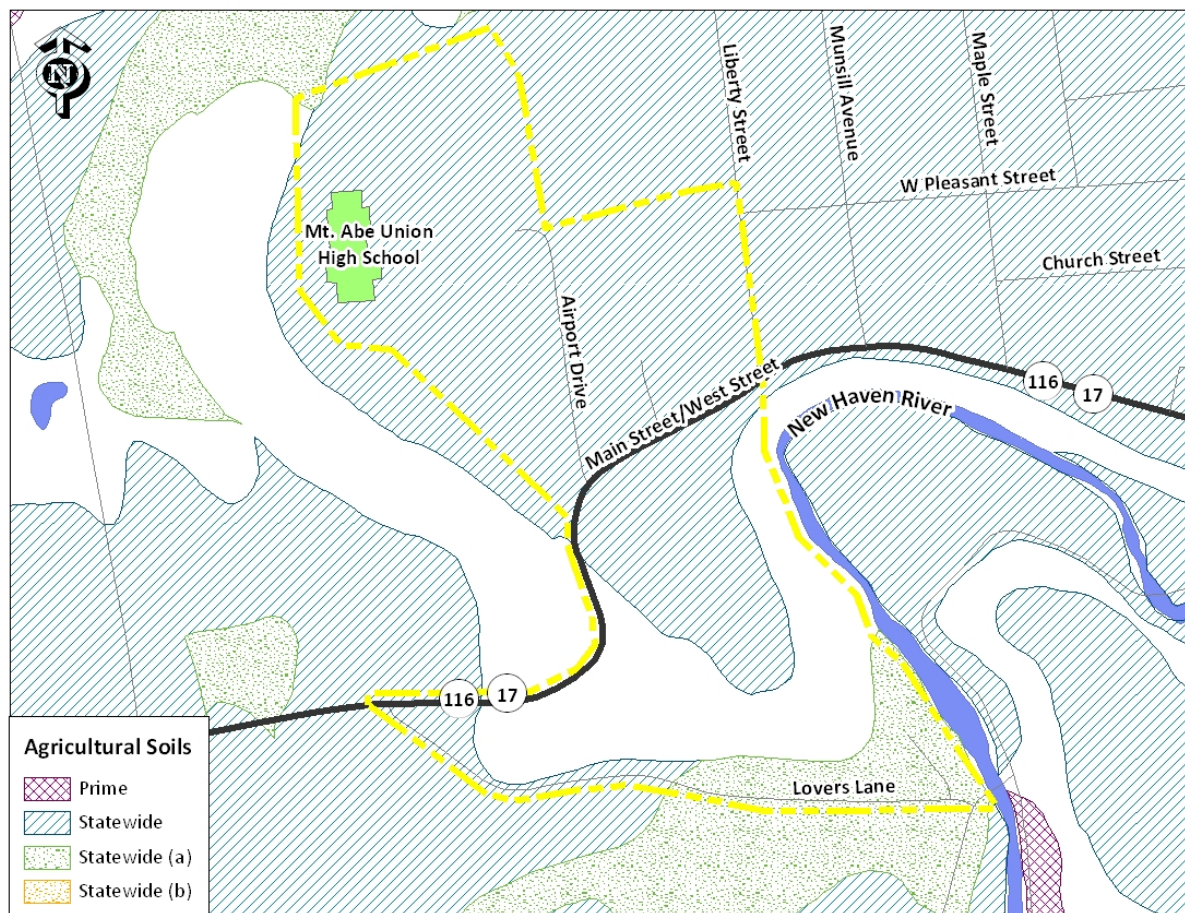 N
Liberty Street
Munsill Avenue
Maple Street
W Pleasant Street
Mt. Abe Union
High School
Church Street
Airport Drive
Main Street/West Street
116
17
New Haven River
116
17
Lovers Lane
Agricultural Soils
Prime
Statewide
Statewide (a)
Statewide (b)